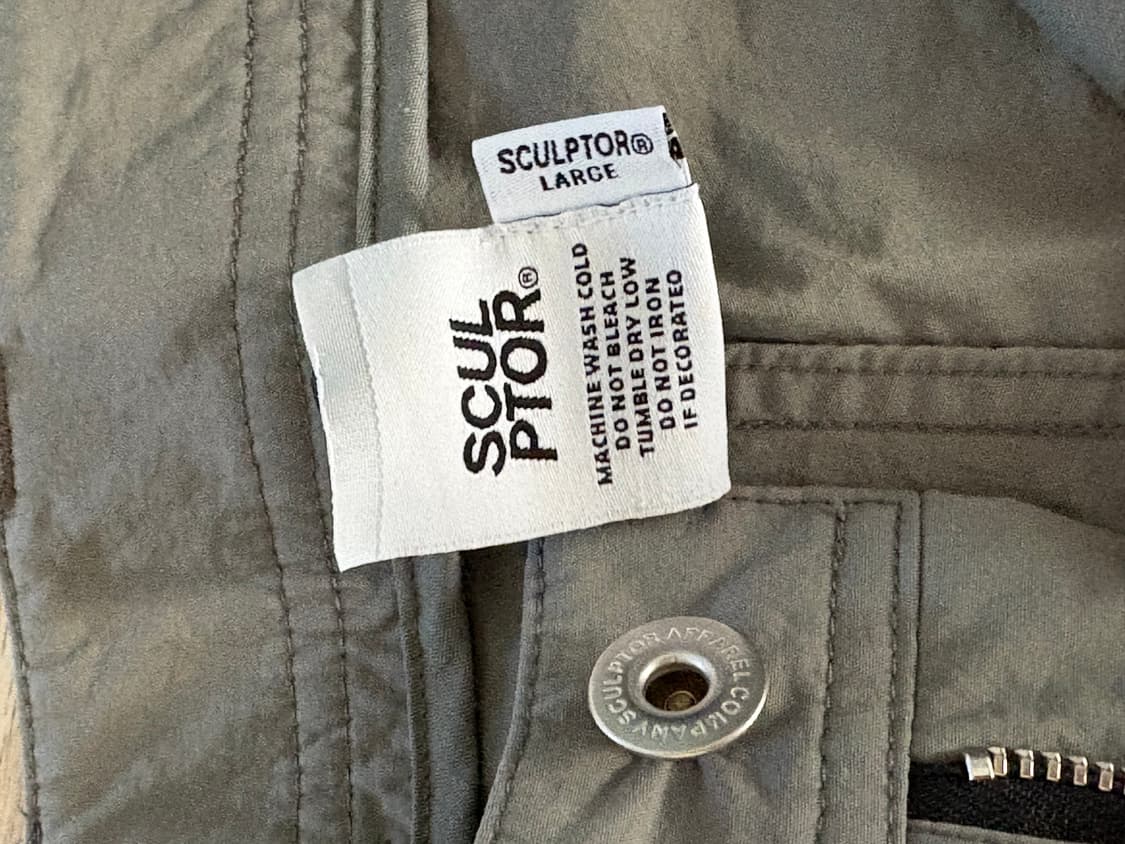 SCULPTOR®
LARGE
SCUL
PTOR®
MACHINE WASH COLD
DO NOT BLEACH
TUMBLE DRY LOW
DO NOT IRON
IF DECORATED
SCULPTOR APPAREL COMPANY